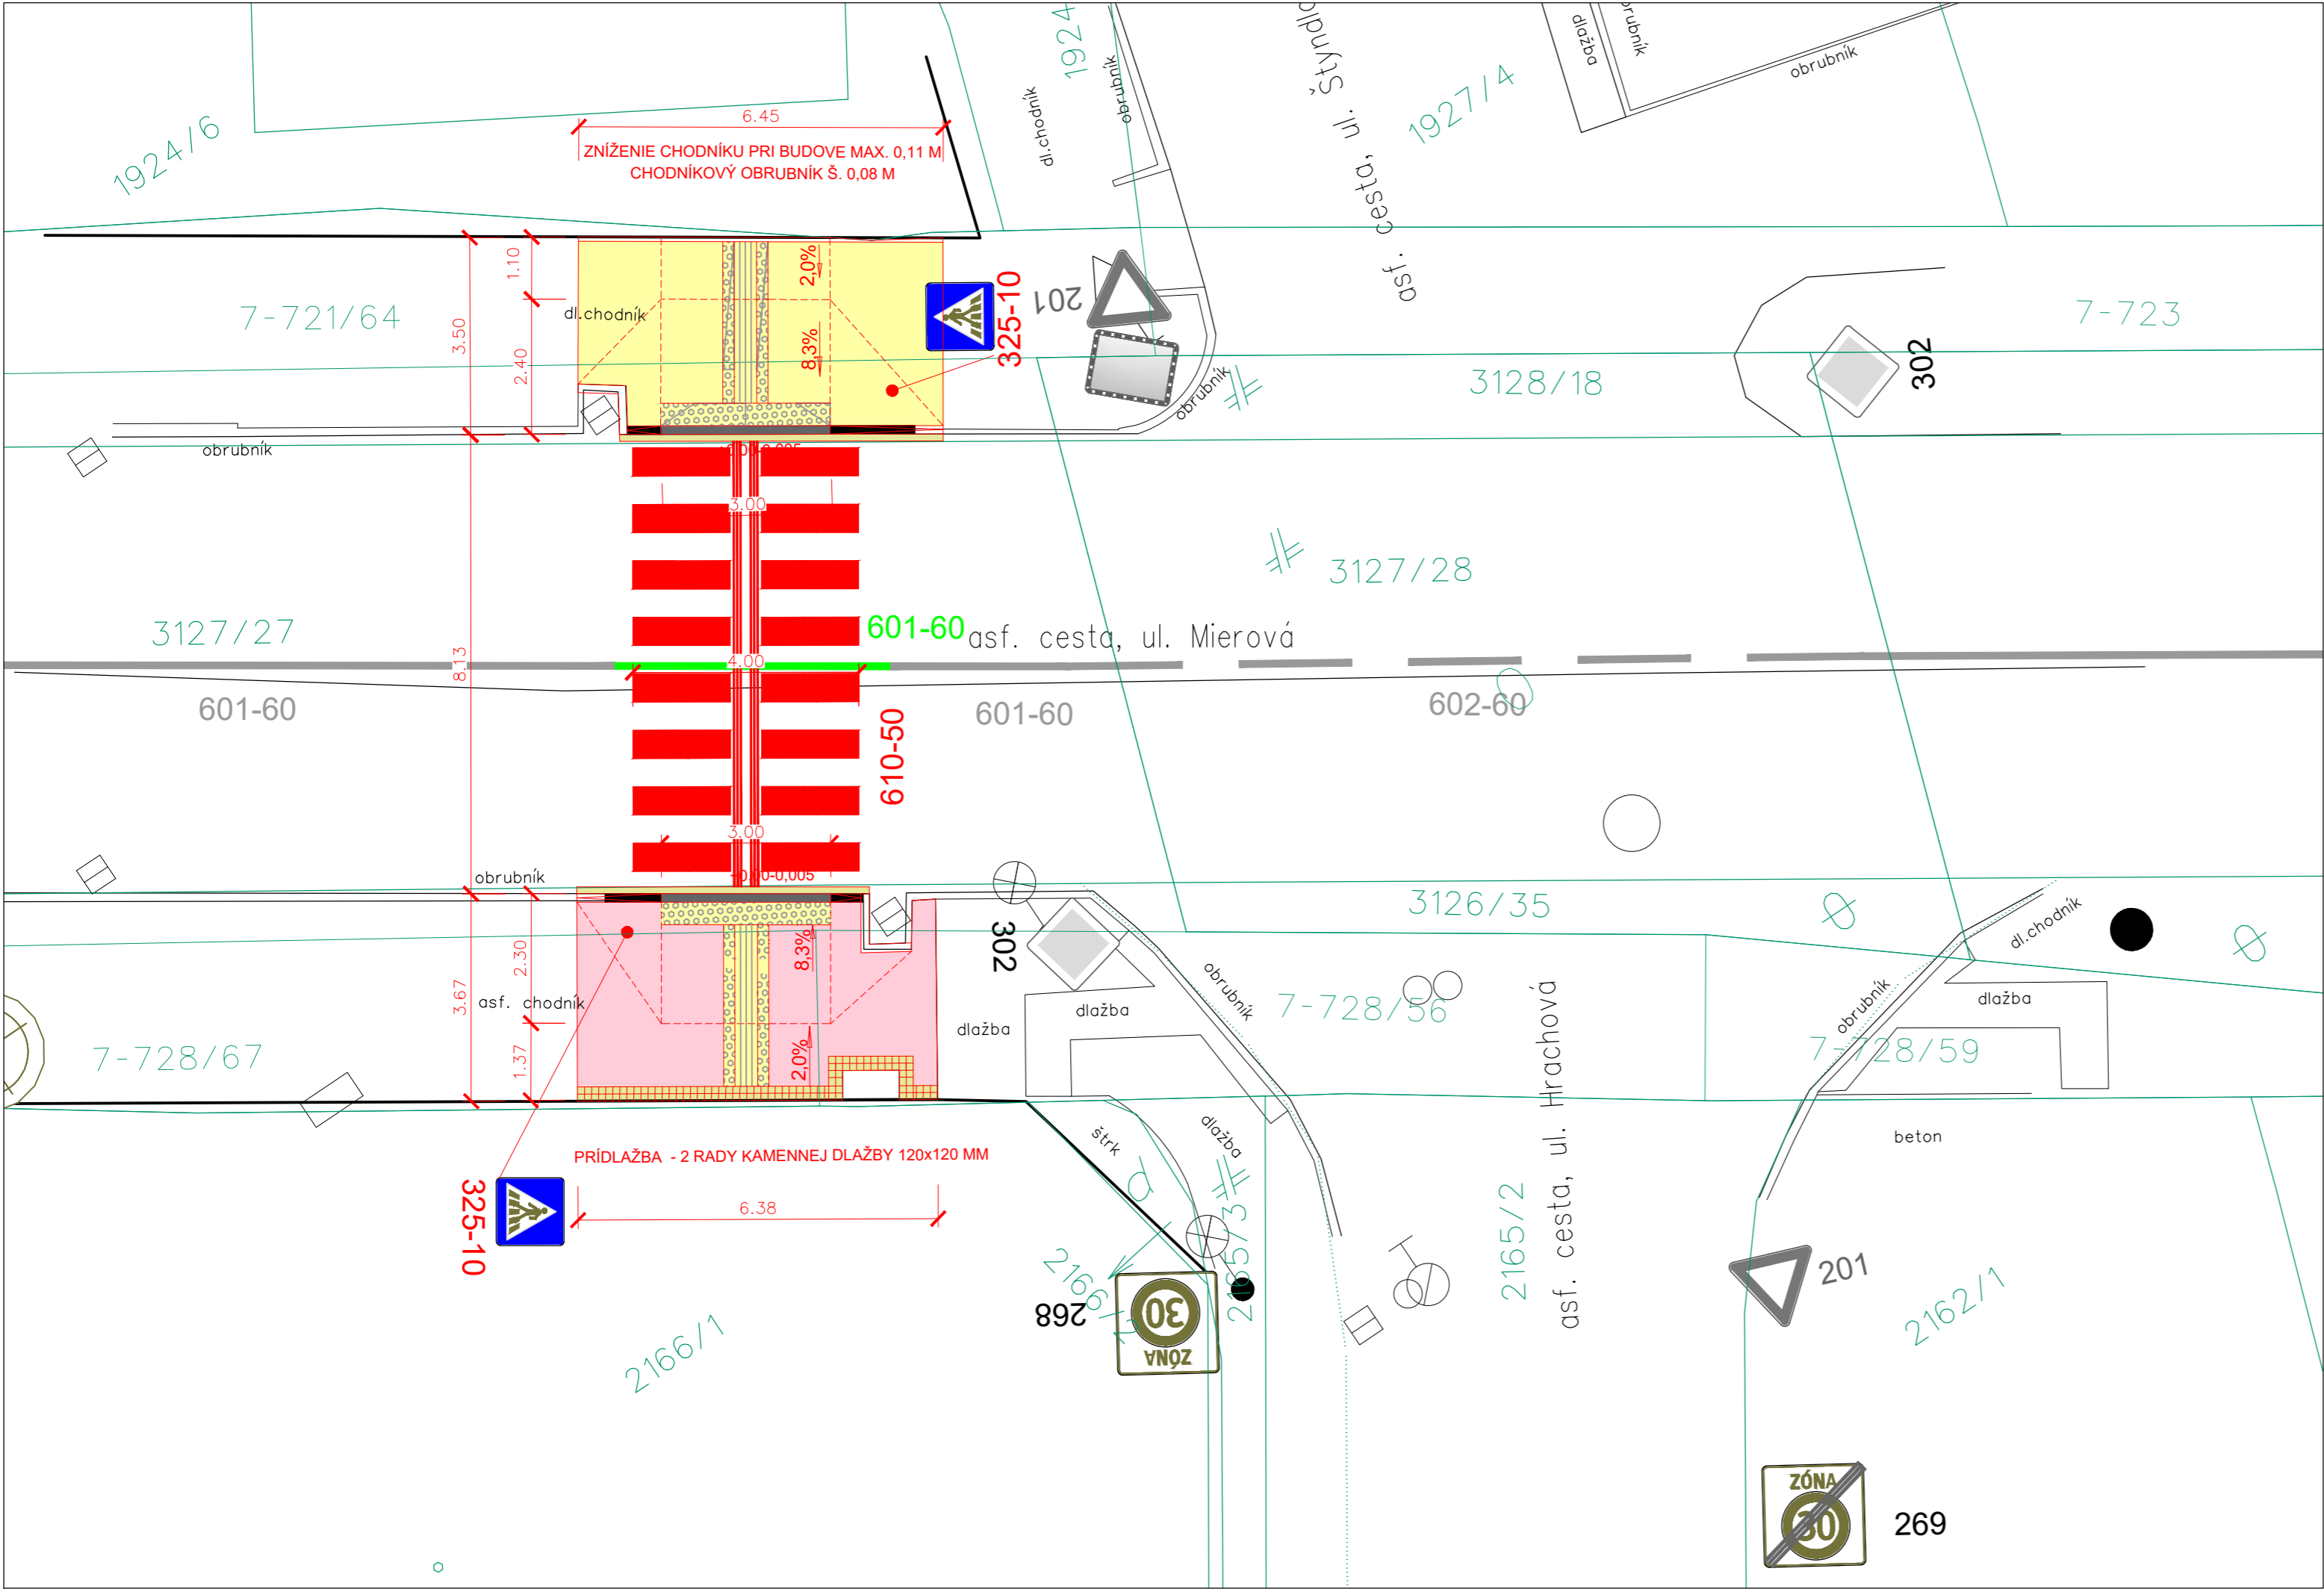 1924
asf. cesta, ul.
dlažba
obrubník
obrubník
obrubník
dl.chodník
1927/4
1924/6
6.45
ZNÍŽENIE CHODNÍKU PRI BUDOVE MAX. 0,11 M
CHODNÍKOVÝ OBRUBNÍK Š. 0,08 M
1.10
2,0%
7-721/64
dl.chodník
3.50
2.40
8,3%
325-10
201
302
7-723
3128/18
obrubník
obrubník
3.00
3127/28
3127/27
601-60
asf. cesta, ul. Mierová
8.13
4.00
601-60
601-60
602-60
610-50
3.00
obrubník
3126/35
302
dl.chodník
2.30
8,3%
3.67
asf. chodník
obrubník
7-728/56
obrubník
dlažba
dlažba
dlažba
7-728/67
1.37
2,0%
7-728/59
štrk
dlažba
beton
PRÍDLAŽBA - 2 RADY KAMENNEJ DLAŽBY 120x120 MM
325-10
6.38
2165/3
2165/2
asf. cesta, ul. Hrachová
201
268
30
ZÓNA
2166/1
2162/1
ZÓNA
30
269